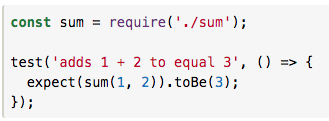 const sum = require('./sum');
test('adds 1 + 2 to equal 3', () => {
  expect(sum(1, 2)).toBe(3);
});